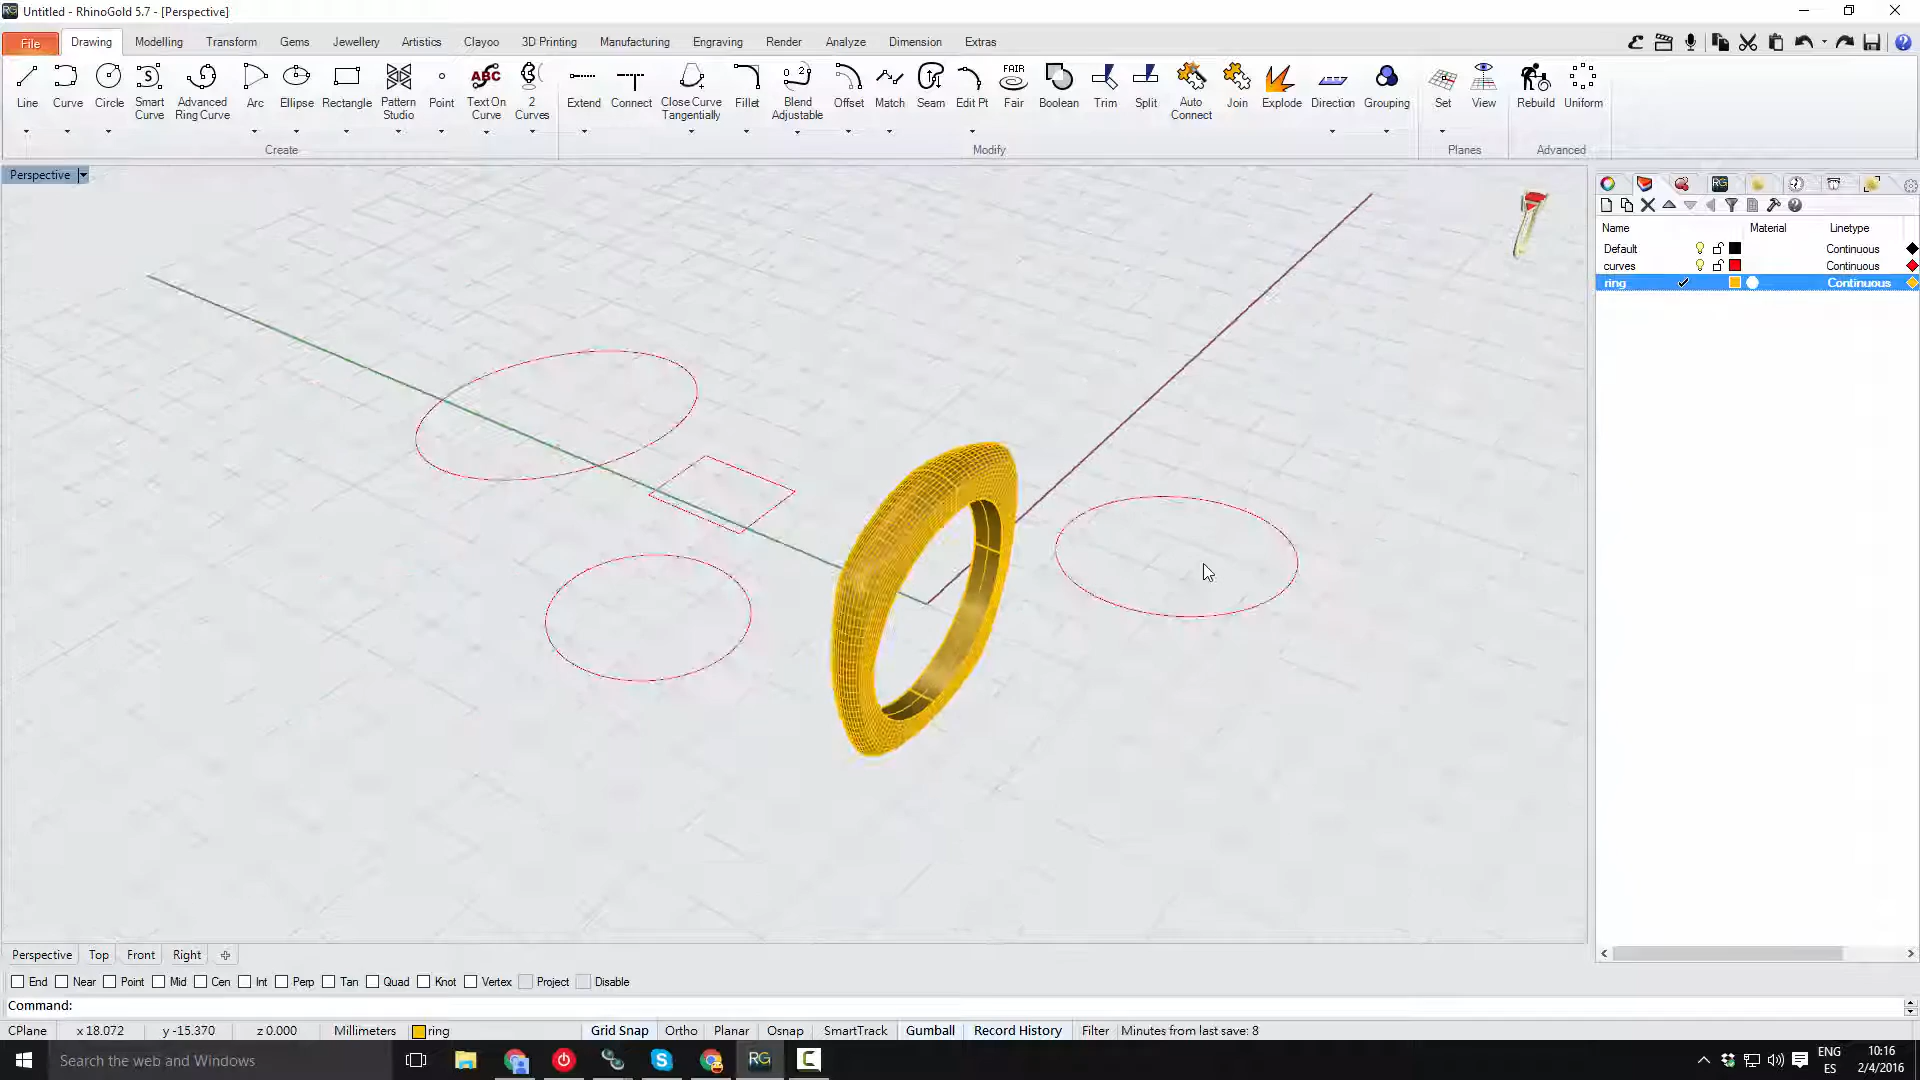 RG Untitled - RhinoGold 5.7 - [Perspective]
File Drawing Modelling Transform Gems Jewellery Artistics Clayoo 3D Printing Manufacturing Engraving Render Analyze Dimension Extras
ABC FAIR
Line Curve Circle Smart Curve Advanced Ring Curve Arc Ellipse Rectangle Pattern Studio Point Text On Curve 2 Curves Extend Connect Close Curve Tangentially Fillet Blend Adjustable Offset Match Seam Edit Pt Fair Boolean Trim Split Auto Connect Join Explode Direction Grouping Set View Rebuild Uniform
Create Modify Planes Advanced
Perspective
RG
Name Material Linetype
Default Continuous
curves Continuous
ring Continuous
Perspective Top Front Right
End Near Point Mid Cen Int Perp Tan Quad Knot Vertex Project Disable
Command:
CPlane x 18.072 y -15.370 z 0.000 Millimeters ring Grid Snap Ortho Planar Osnap SmartTrack Gumball Record History Filter Minutes from last save: 8
Search the web and Windows RG C ENG ES 10:16 2/4/2016